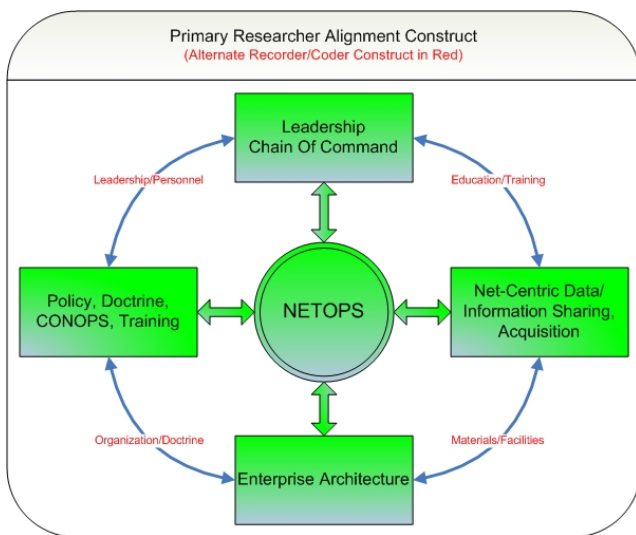 Primary Researcher Alignment Construct
(Alternate Recorder/Coder Construct in Red)
Leadership
Chain Of Command
Leadership/Personnel
Education/Training
Policy, Doctrine,
CONOPS, Training
NETOPS
Net-Centric Data/
Information Sharing,
Acquisition
Organization/Doctrine
Materials/Facilities
Enterprise Architecture